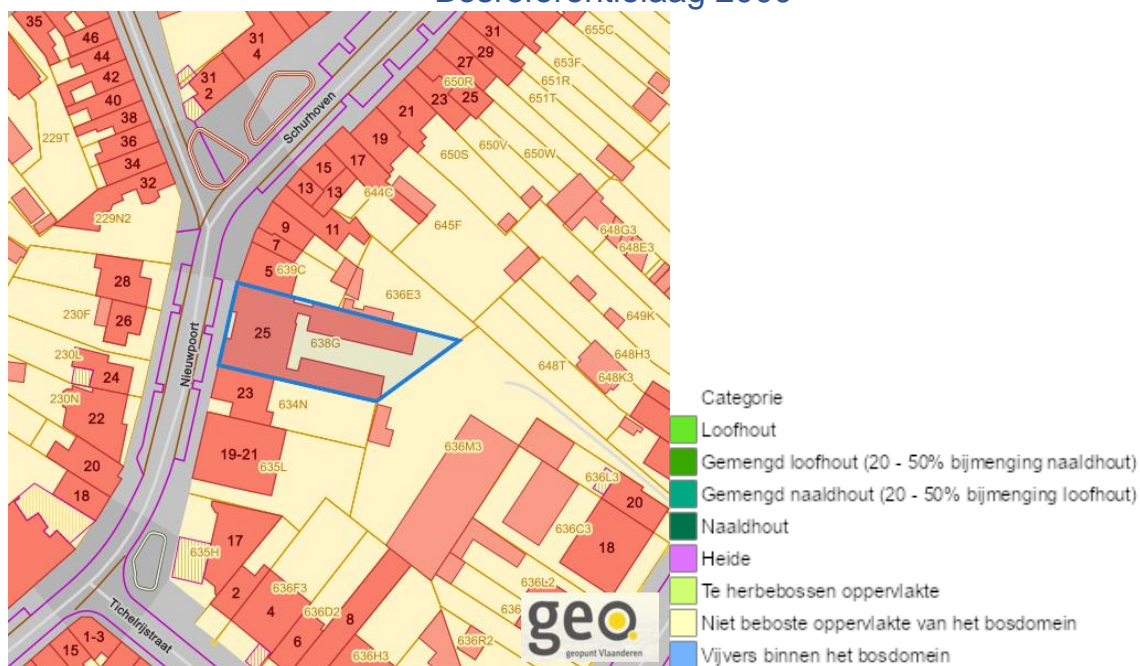 35
46
44
42
40
38
36
34
32
31
4
31
2
229T
229N2
Schurhoven
31
29
27
650R
25
23
21
19
17
15
13
13
11
9
7
5
655C
653F
651R
651T
650W
650V
650S
644C
645F
639C
636E3
648G3
648E3
649K
648H3
648K3
648T
28
26
230F
230L
24
230N
22
20
18
Nieuwpoort
25
638G
23
634N
19-21
635L
636M3
636L3
20
636C3
18
17
635H
2
636F3
4
636D2
8
6
636H3
636R2
636L2
636
Tichelrijstraat
1-3
15
geo
geopunt Vlaanderen
Categorie
Loofhout
Gemengd loofhout (20 - 50% bijmenging naaldhout)
Gemengd naaldhout (20 - 50% bijmenging loofhout)
Naaldhout
Heide
Te herbebossen oppervlakte
Niet beboste oppervlakte van het bosdomein
Vijvers binnen het bosdomein